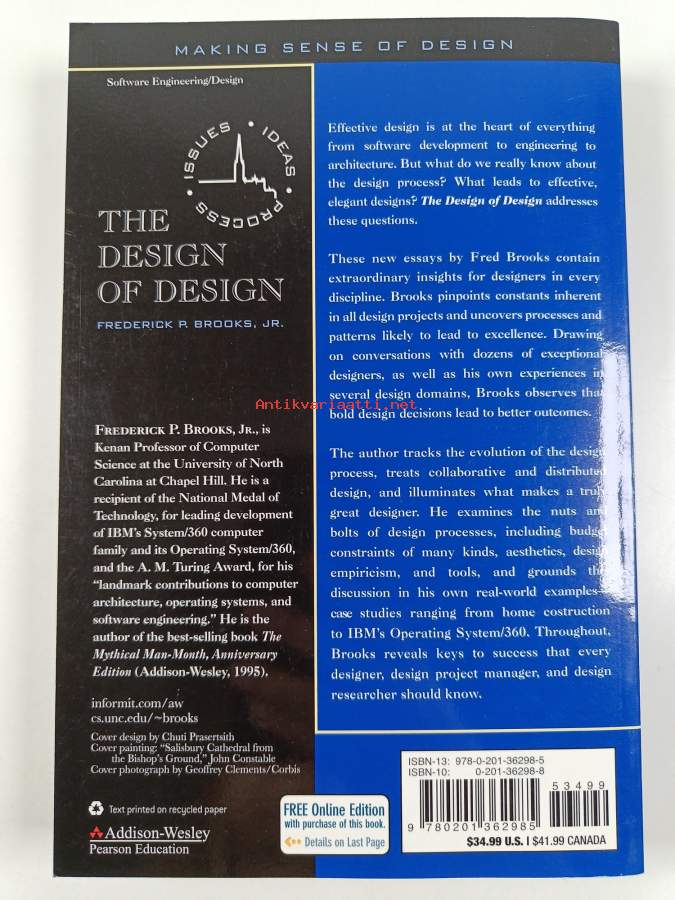 MAKING SENSE OF DESIGN
Software Engineering/Design
ISSUES • IDEAS • PROCESS •
THE
DESIGN
OF DESIGN
FREDERICK P. BROOKS, JR.
FREDERICK P. BROOKS, JR., is
Kenan Professor of Computer
Science at the University of North
Carolina at Chapel Hill. He is a
recipient of the National Medal of
Technology, for leading development
of IBM's System/360 computer
family and its Operating System/360,
and the A. M. Turing Award, for his
“landmark contributions to computer
architecture, operating systems, and
software engineering.” He is the
author of the best-selling book The
Mythical Man-Month, Anniversary
Edition (Addison-Wesley, 1995).
informit.com/aw
cs.unc.edu/~brooks
Cover design by Chuti Prasertsith
Cover painting: “Salisbury Cathedral from
the Bishop's Ground,” John Constable
Cover photograph by Geoffrey Clements/Corbis
Text printed on recycled paper
Addison-Wesley
Pearson Education
Effective design is at the heart of everything
from software development to engineering to
architecture. But what do we really know about
the design process? What leads to effective,
elegant designs? The Design of Design addresses
these questions.
These new essays by Fred Brooks contain
extraordinary insights for designers in every
discipline. Brooks pinpoints constants inherent
in all design projects and uncovers processes and
patterns likely to lead to excellence. Drawing
on conversations with dozens of exceptional
designers, as well as his own experiences in
several design domains, Brooks observes that
bold design decisions lead to better outcomes.
The author tracks the evolution of the design
process, treats collaborative and distributed
design, and illuminates what makes a truly
great designer. He examines the nuts and
bolts of design processes, including budget
constraints of many kinds, aesthetics, design
empiricism, and tools, and grounds the
discussion in his own real-world examples—
case studies ranging from home costruction
to IBM's Operating System/360. Throughout,
Brooks reveals keys to success that every
designer, design project manager, and design
researcher should know.
Antikvariaatti.net
FREE Online Edition
with purchase of this book.
Details on Last Page
ISBN-13: 978-0-201-36298-5
ISBN-10: 0-201-36298-8
53499
9 780201 362985
$34.99 U.S. | $41.99 CANADA